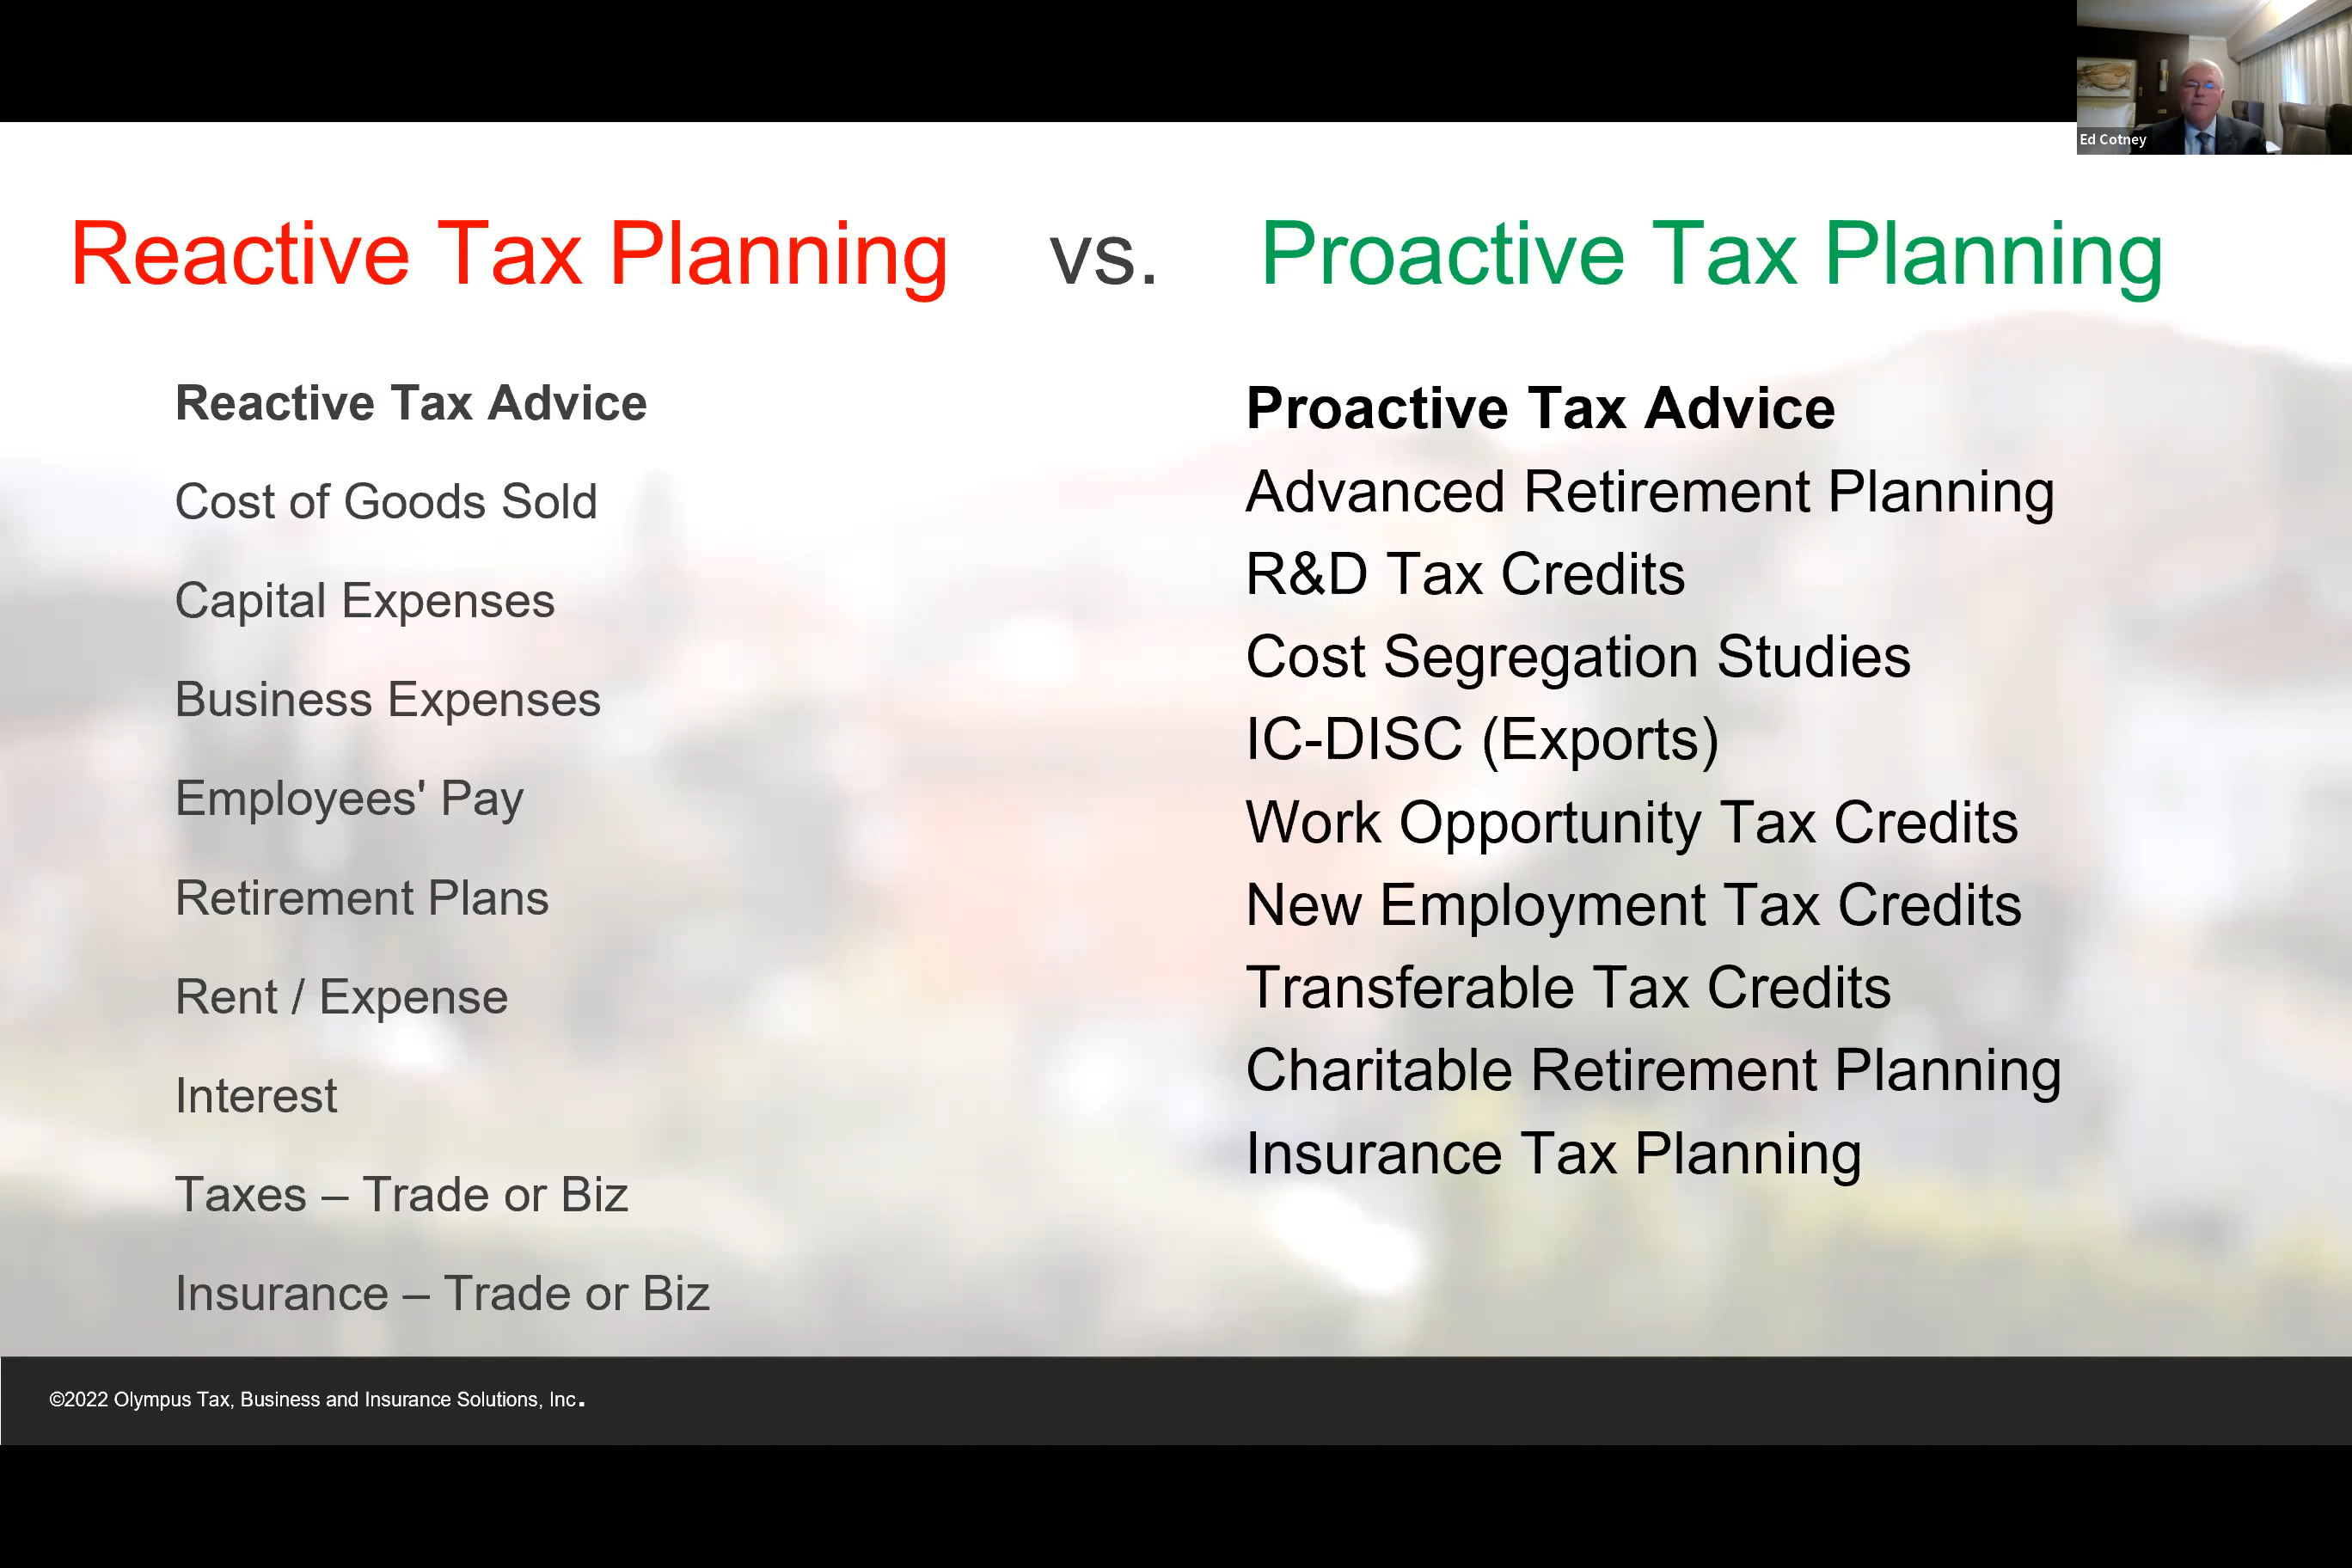 Ed Cotney
Reactive Tax Planning vs. Proactive Tax Planning
Reactive Tax Advice
Cost of Goods Sold
Capital Expenses
Business Expenses
Employees' Pay
Retirement Plans
Rent / Expense
Interest
Taxes – Trade or Biz
Insurance – Trade or Biz
Proactive Tax Advice
Advanced Retirement Planning
R&D Tax Credits
Cost Segregation Studies
IC-DISC (Exports)
Work Opportunity Tax Credits
New Employment Tax Credits
Transferable Tax Credits
Charitable Retirement Planning
Insurance Tax Planning
©2022 Olympus Tax, Business and Insurance Solutions, Inc.